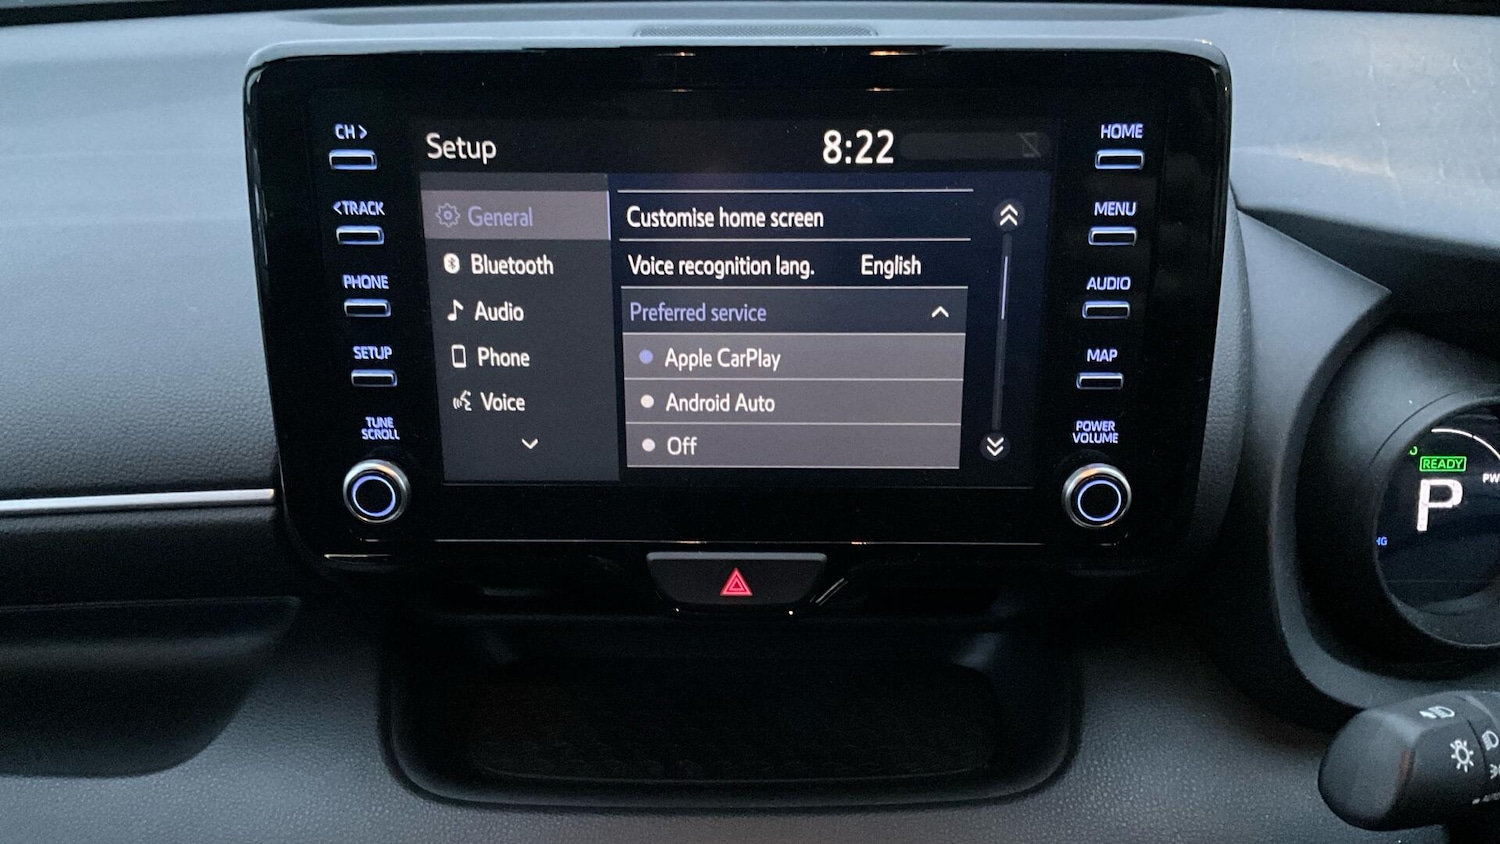 CH >
<TRACK
PHONE
SETUP
TUNE
SCROLL
Setup
8:22
General
Bluetooth
Audio
Phone
Voice
Customise home screen
Voice recognition lang. English
Preferred service
Apple CarPlay
Android Auto
Off
HOME
MENU
AUDIO
MAP
POWER
VOLUME
READY
P